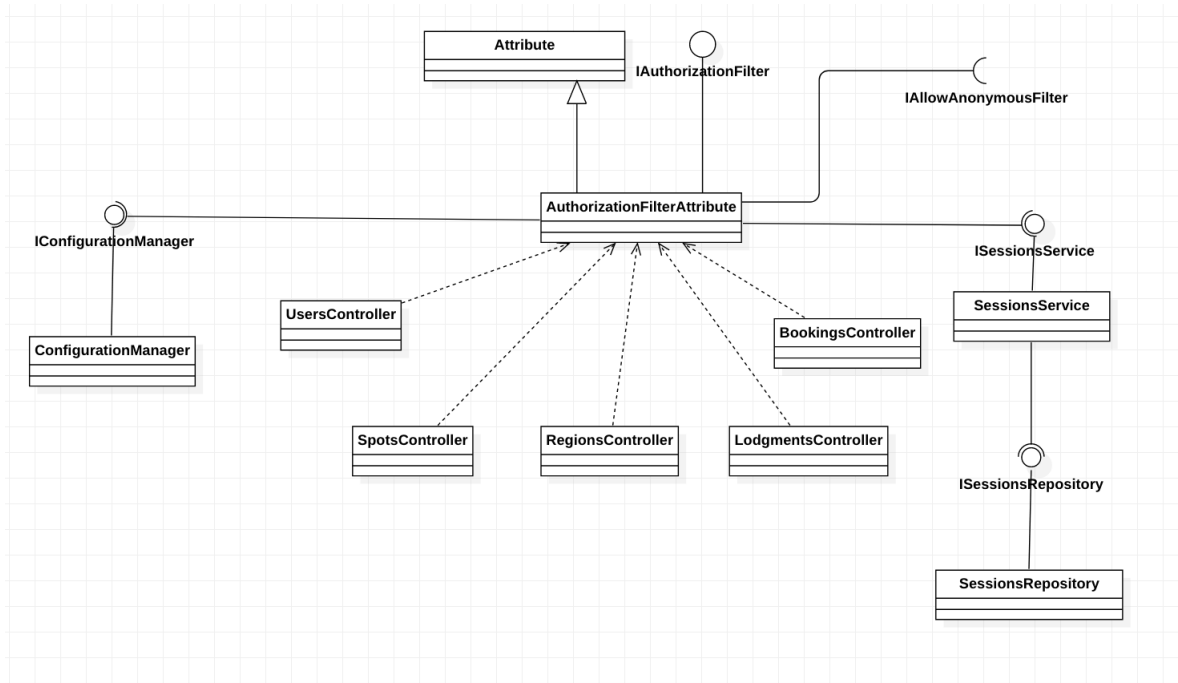 Attribute
IAuthorizationFilter
IAllowAnonymousFilter
AuthorizationFilterAttribute
IConfigurationManager
ISessionsService
UsersController
SessionsService
BookingsController
ConfigurationManager
SpotsController
RegionsController
LodgmentsController
ISessionsRepository
SessionsRepository